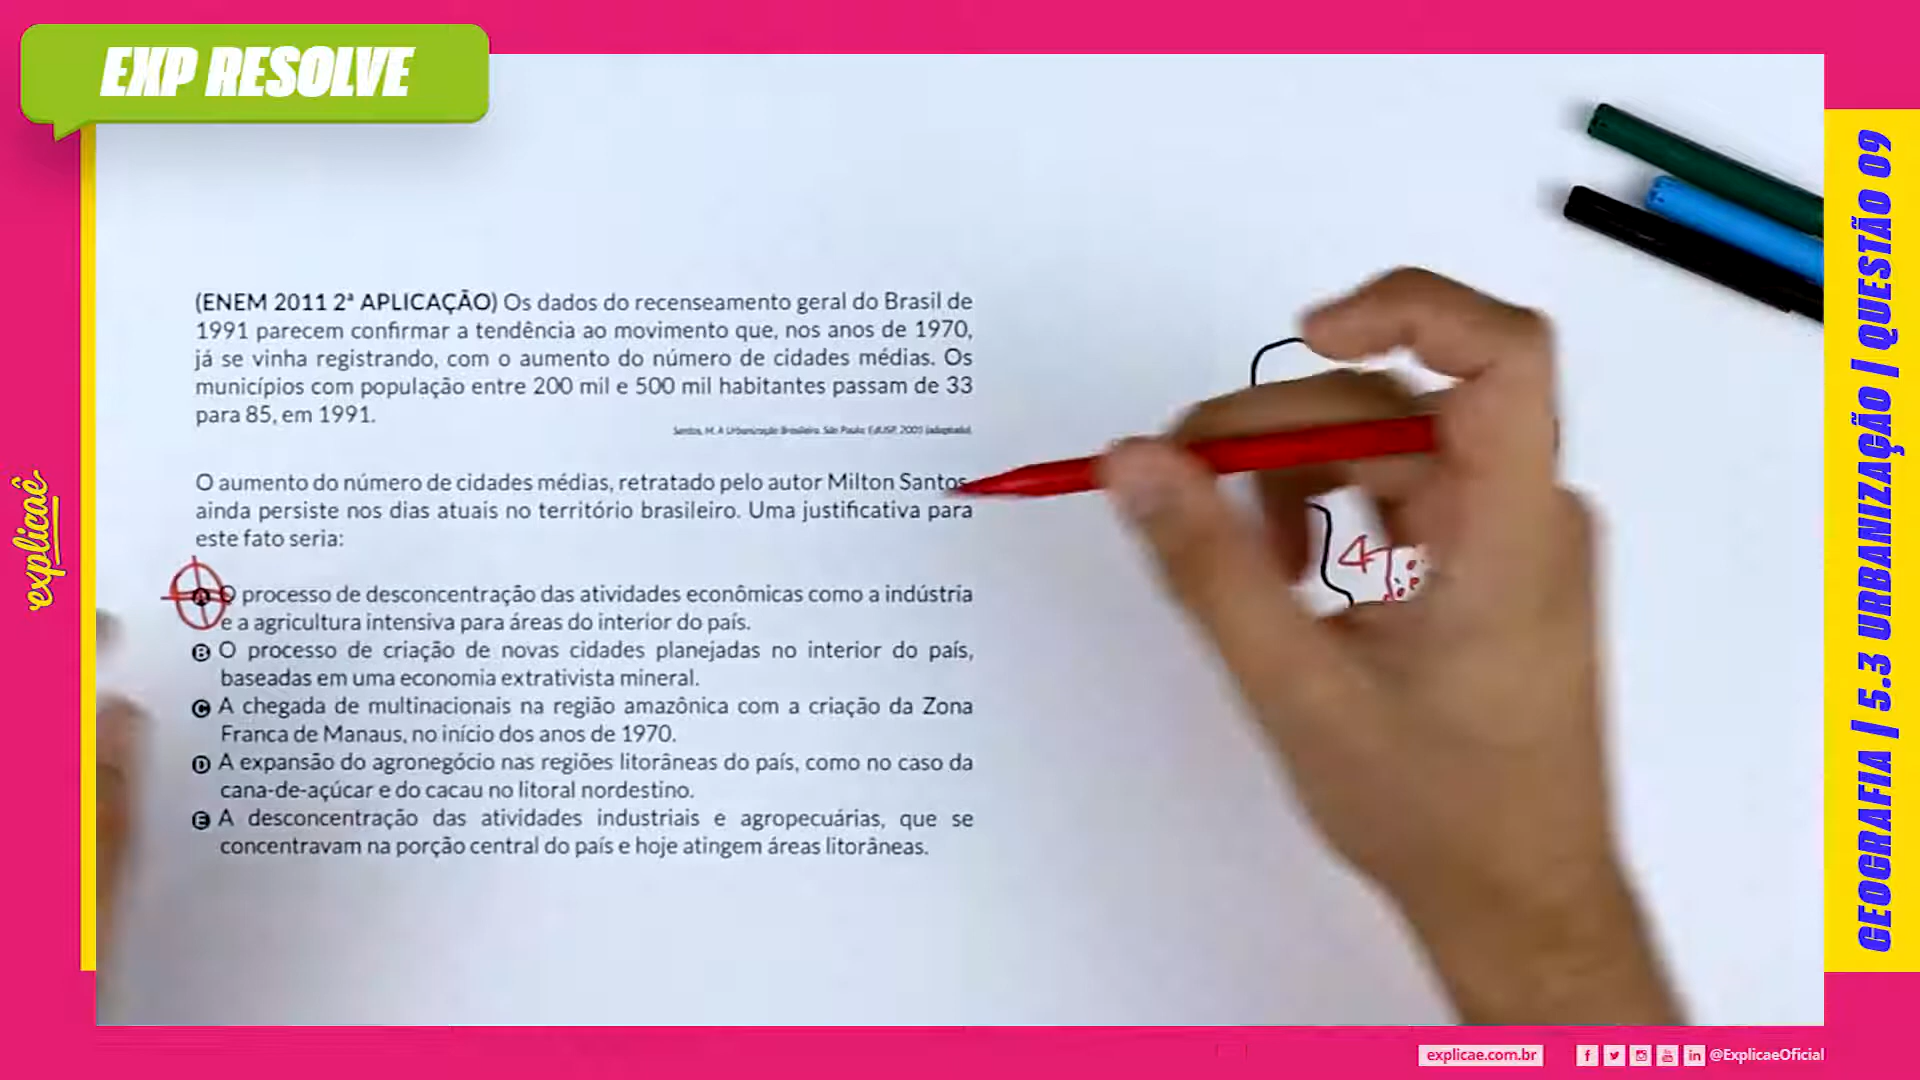 EXP RESOLVE
(ENEM 2011 2ª APLICAÇÃO) Os dados do recenseamento geral do Brasil de
1991 parecem confirmar a tendência ao movimento que, nos anos de 1970,
já se vinha registrando, com o aumento do número de cidades médias. Os
municípios com população entre 200 mil e 500 mil habitantes passam de 33
para 85, em 1991.
Santos, M. A Urbanização Brasileira. São Paulo: EdUSP, 2005 (adaptado).
O aumento do número de cidades médias, retratado pelo autor Milton Santos,
ainda persiste nos dias atuais no território brasileiro. Uma justificativa para
este fato seria:
A O processo de desconcentração das atividades econômicas como a indústria
e a agricultura intensiva para áreas do interior do país.
B O processo de criação de novas cidades planejadas no interior do país,
baseadas em uma economia extrativista mineral.
C A chegada de multinacionais na região amazônica com a criação da Zona
Franca de Manaus, no início dos anos de 1970.
D A expansão do agronegócio nas regiões litorâneas do país, como no caso da
cana-de-açúcar e do cacau no litoral nordestino.
E A desconcentração das atividades industriais e agropecuárias, que se
concentravam na porção central do país e hoje atingem áreas litorâneas.
4
explicaê
GEOGRAFIA | 5.3 URBANIZAÇÃO | QUESTÃO 09
explicae.com.br
@ExplicaeOficial